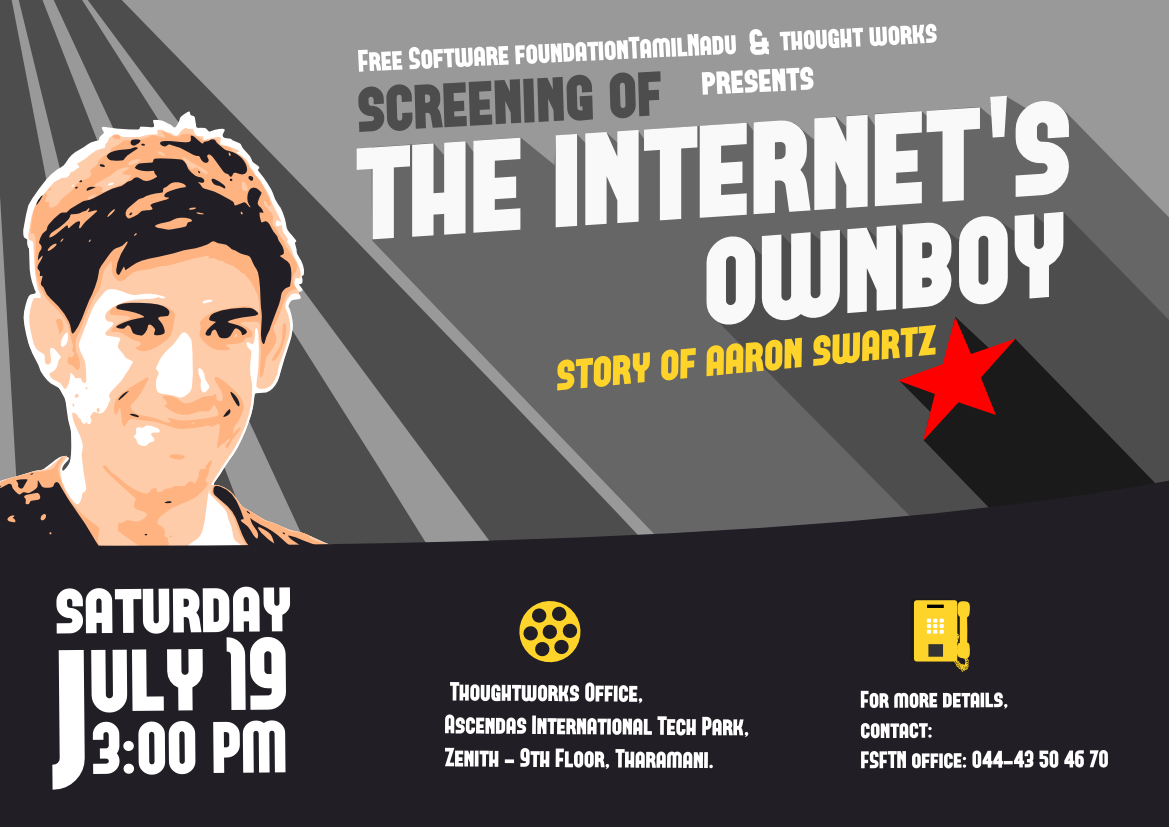 Free Software foundationTamilNadu & thought works
presents
Screening of
The Internet's
Ownboy
Story of Aaron Swartz
Saturday
July 19
3:00 PM
Thoughtworks Office,
Ascendas International Tech Park,
Zenith - 9th Floor, Tharamani.
For more details,
contact:
FSFTN office: 044-43 50 46 70